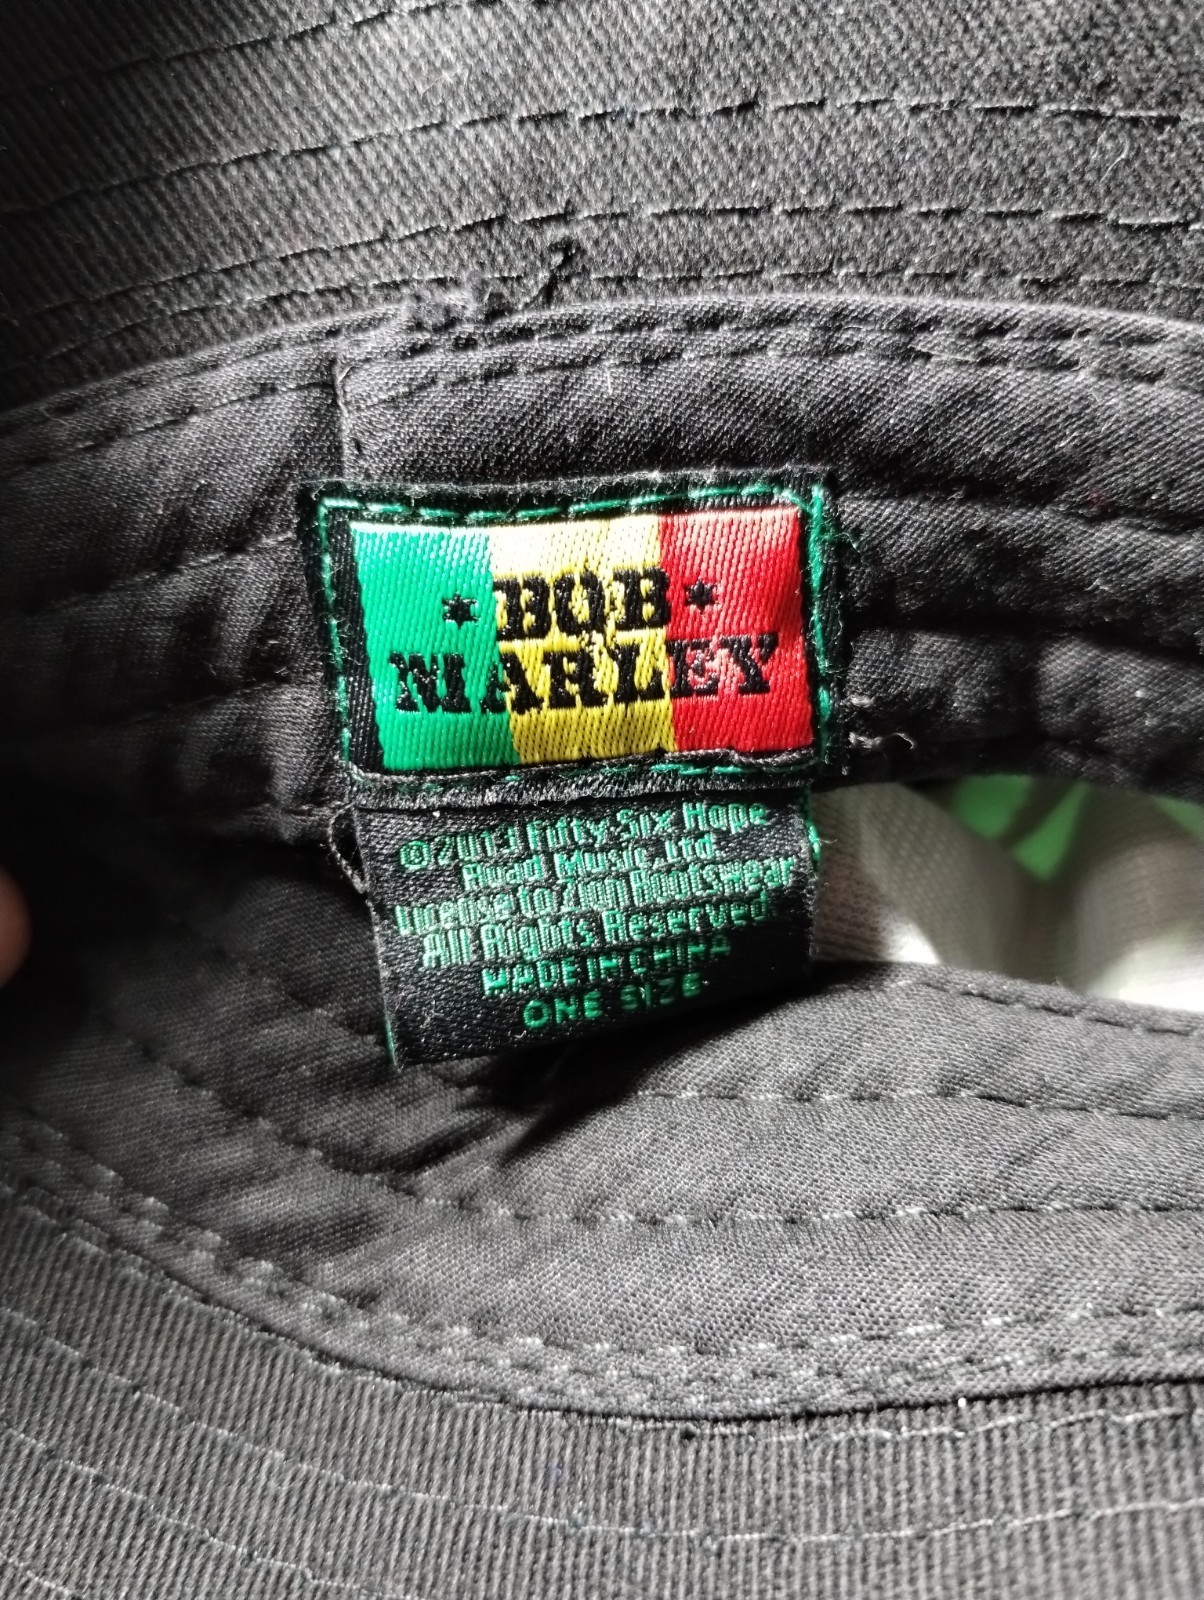 * BOB *
MARLEY
© 2003 Fifty Six Hope
Road Music, Ltd.
License to Zion Rootswear
All Rights Reserved
MADE IN CHINA
ONE SIZE